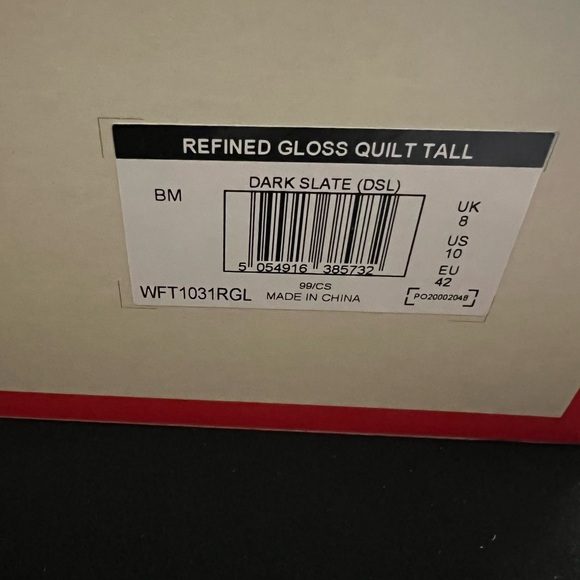 REFINED GLOSS QUILT TALL
BM
DARK SLATE (DSL)
5 054916 385732
UK
8
US
10
EU
42
WFT1031RGL
99/CS
MADE IN CHINA
PO20002048